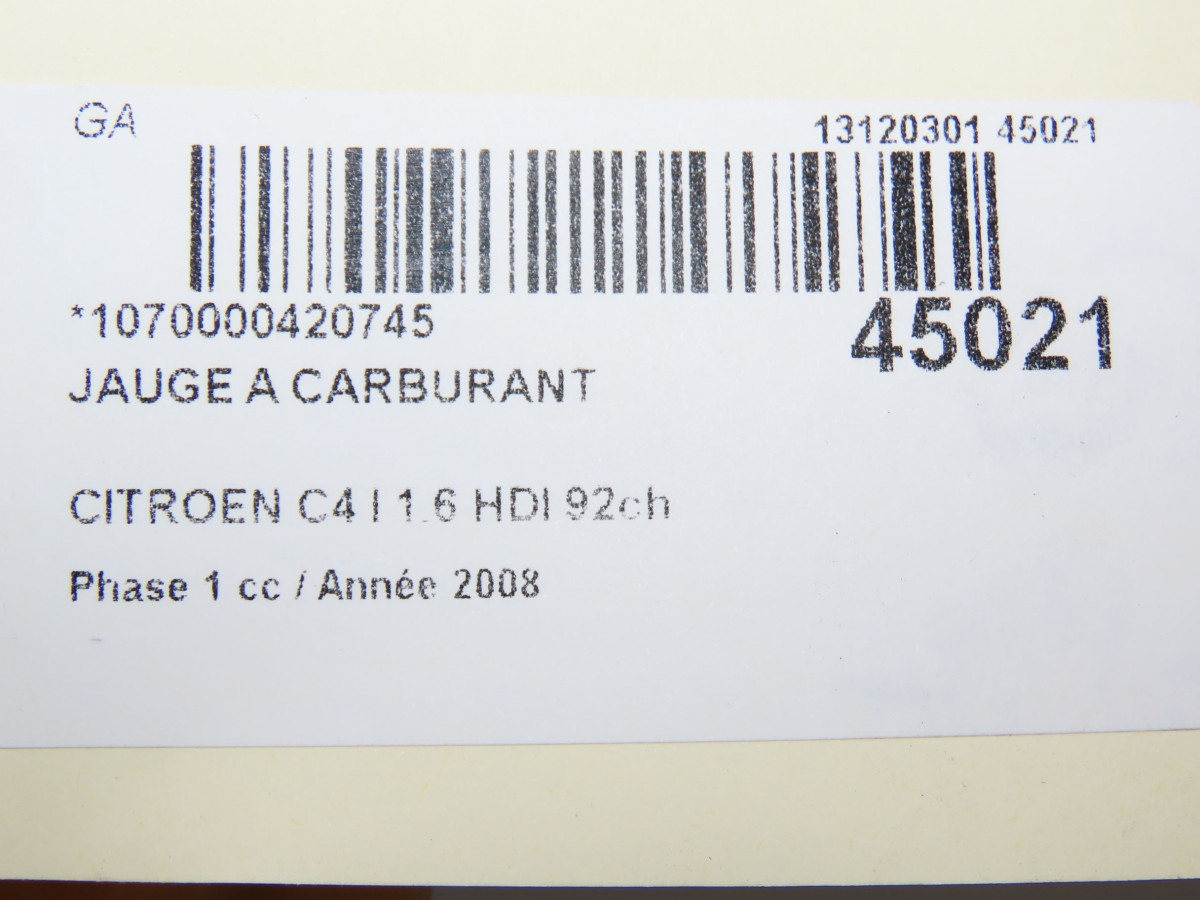 GA
13120301 45021
*1070000420745
45021
JAUGE A CARBURANT
CITROEN C4 I 1.6 HDI 92ch
Phase 1 cc / Année 2008